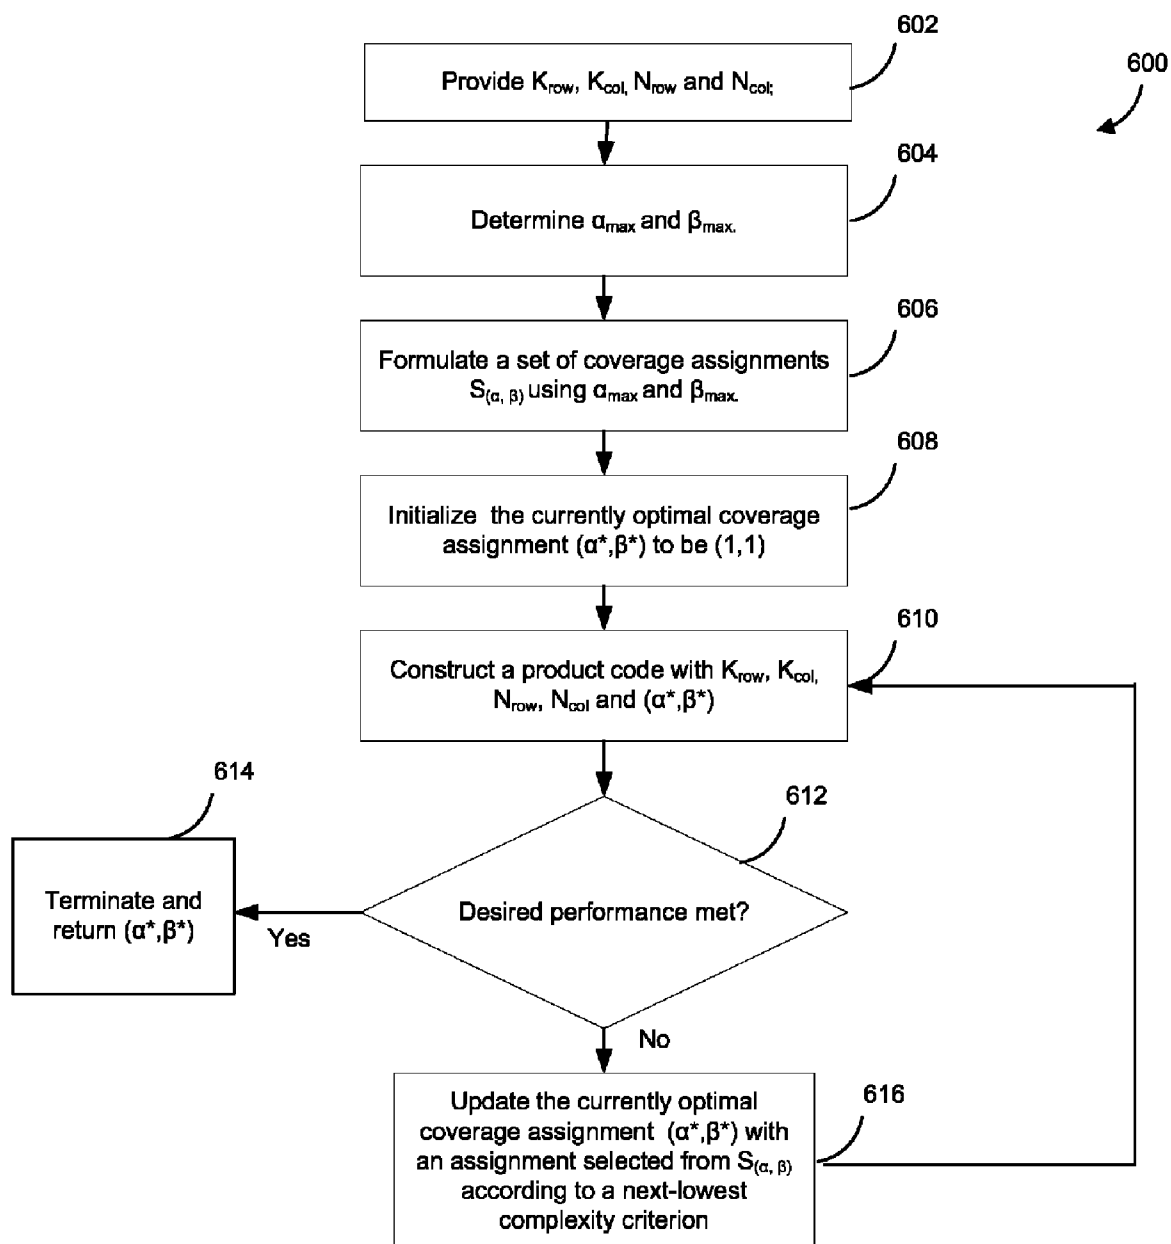 602
Provide Krow, Kcol, Nrow and Ncol;
600
604
Determine αmax and βmax.
606
Formulate a set of coverage assignments
S(α, β) using αmax and βmax.
608
Initialize the currently optimal coverage
assignment (α*,β*) to be (1,1)
610
Construct a product code with Krow, Kcol,
Nrow, Ncol and (α*,β*)
614
612
Terminate and
return (α*,β*)
Desired performance met?
Yes
No
616
Update the currently optimal
coverage assignment (α*,β*) with
an assignment selected from S(α, β)
according to a next-lowest
complexity criterion